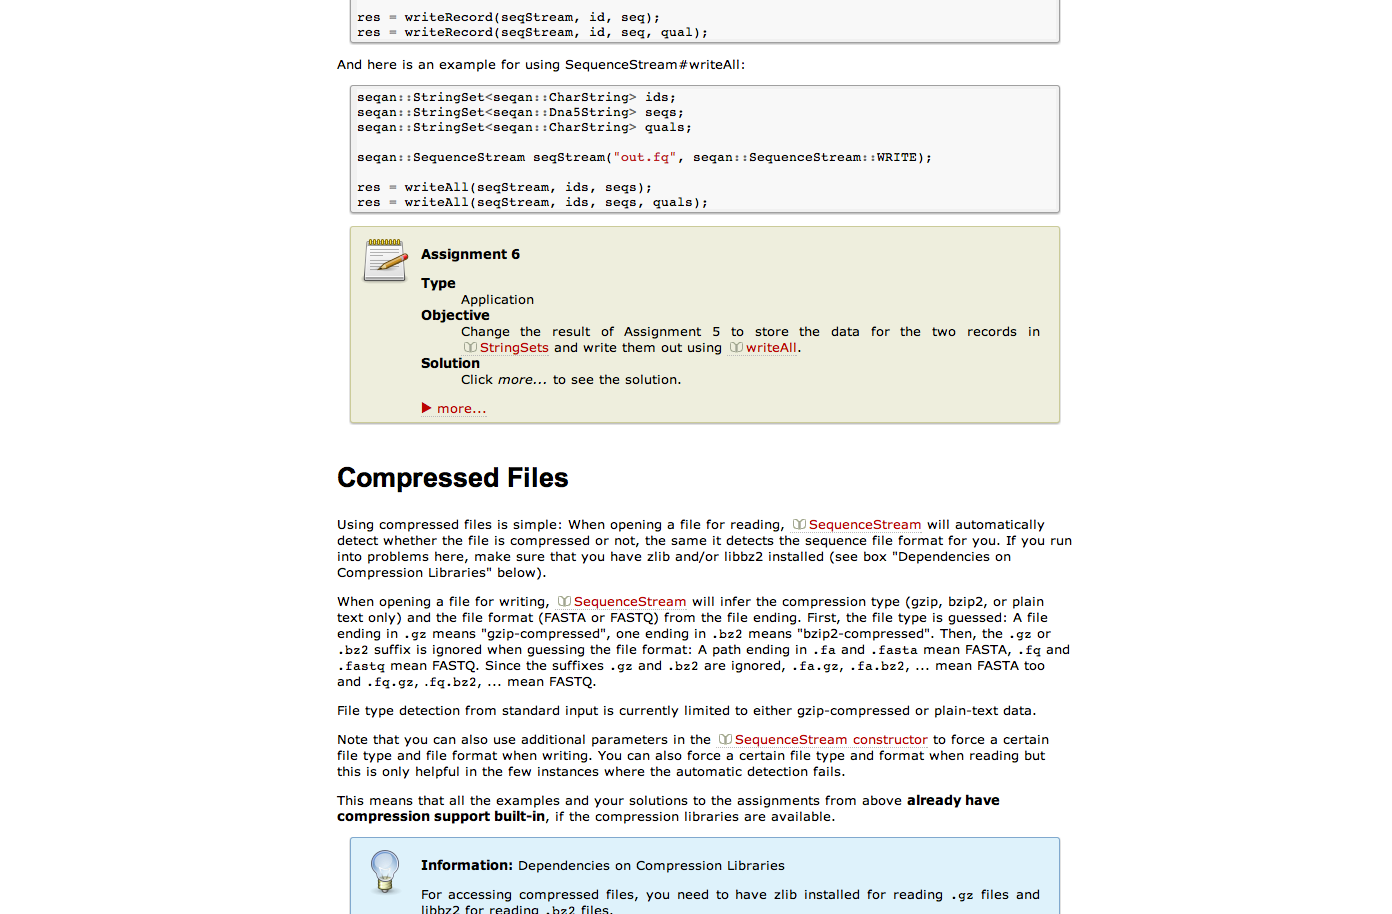 res = writeRecord(seqStream, id, seq);
res = writeRecord(seqStream, id, seq, qual);
And here is an example for using SequenceStream#writeAll:
seqan::StringSet<seqan::CharString> ids;
seqan::StringSet<seqan::Dna5String> seqs;
seqan::StringSet<seqan::CharString> quals;
seqan::SequenceStream seqStream("out.fq", seqan::SequenceStream::WRITE);
res = writeAll(seqStream, ids, seqs);
res = writeAll(seqStream, ids, seqs, quals);
Assignment 6
Type
Application
Objective
Change the result of Assignment 5 to store the data for the two records in
StringSets and write them out using writeAll.
Solution
Click more... to see the solution.
more...
Compressed Files
Using compressed files is simple: When opening a file for reading, SequenceStream will automatically
detect whether the file is compressed or not, the same it detects the sequence file format for you. If you run
into problems here, make sure that you have zlib and/or libbz2 installed (see box "Dependencies on
Compression Libraries" below).
When opening a file for writing, SequenceStream will infer the compression type (gzip, bzip2, or plain
text only) and the file format (FASTA or FASTQ) from the file ending. First, the file type is guessed: A file
ending in .gz means "gzip-compressed", one ending in .bz2 means "bzip2-compressed". Then, the .gz or
.bz2 suffix is ignored when guessing the file format: A path ending in .fa and .fasta mean FASTA, .fq and
.fastq mean FASTQ. Since the suffixes .gz and .bz2 are ignored, .fa.gz, .fa.bz2, ... mean FASTA too
and .fq.gz, .fq.bz2, ... mean FASTQ.
File type detection from standard input is currently limited to either gzip-compressed or plain-text data.
Note that you can also use additional parameters in the SequenceStream constructor to force a certain
file type and file format when writing. You can also force a certain file type and format when reading but
this is only helpful in the few instances where the automatic detection fails.
This means that all the examples and your solutions to the assignments from above already have
compression support built-in, if the compression libraries are available.
Information: Dependencies on Compression Libraries
For accessing compressed files, you need to have zlib installed for reading .gz files and
libbz2 for reading .bz2 files.